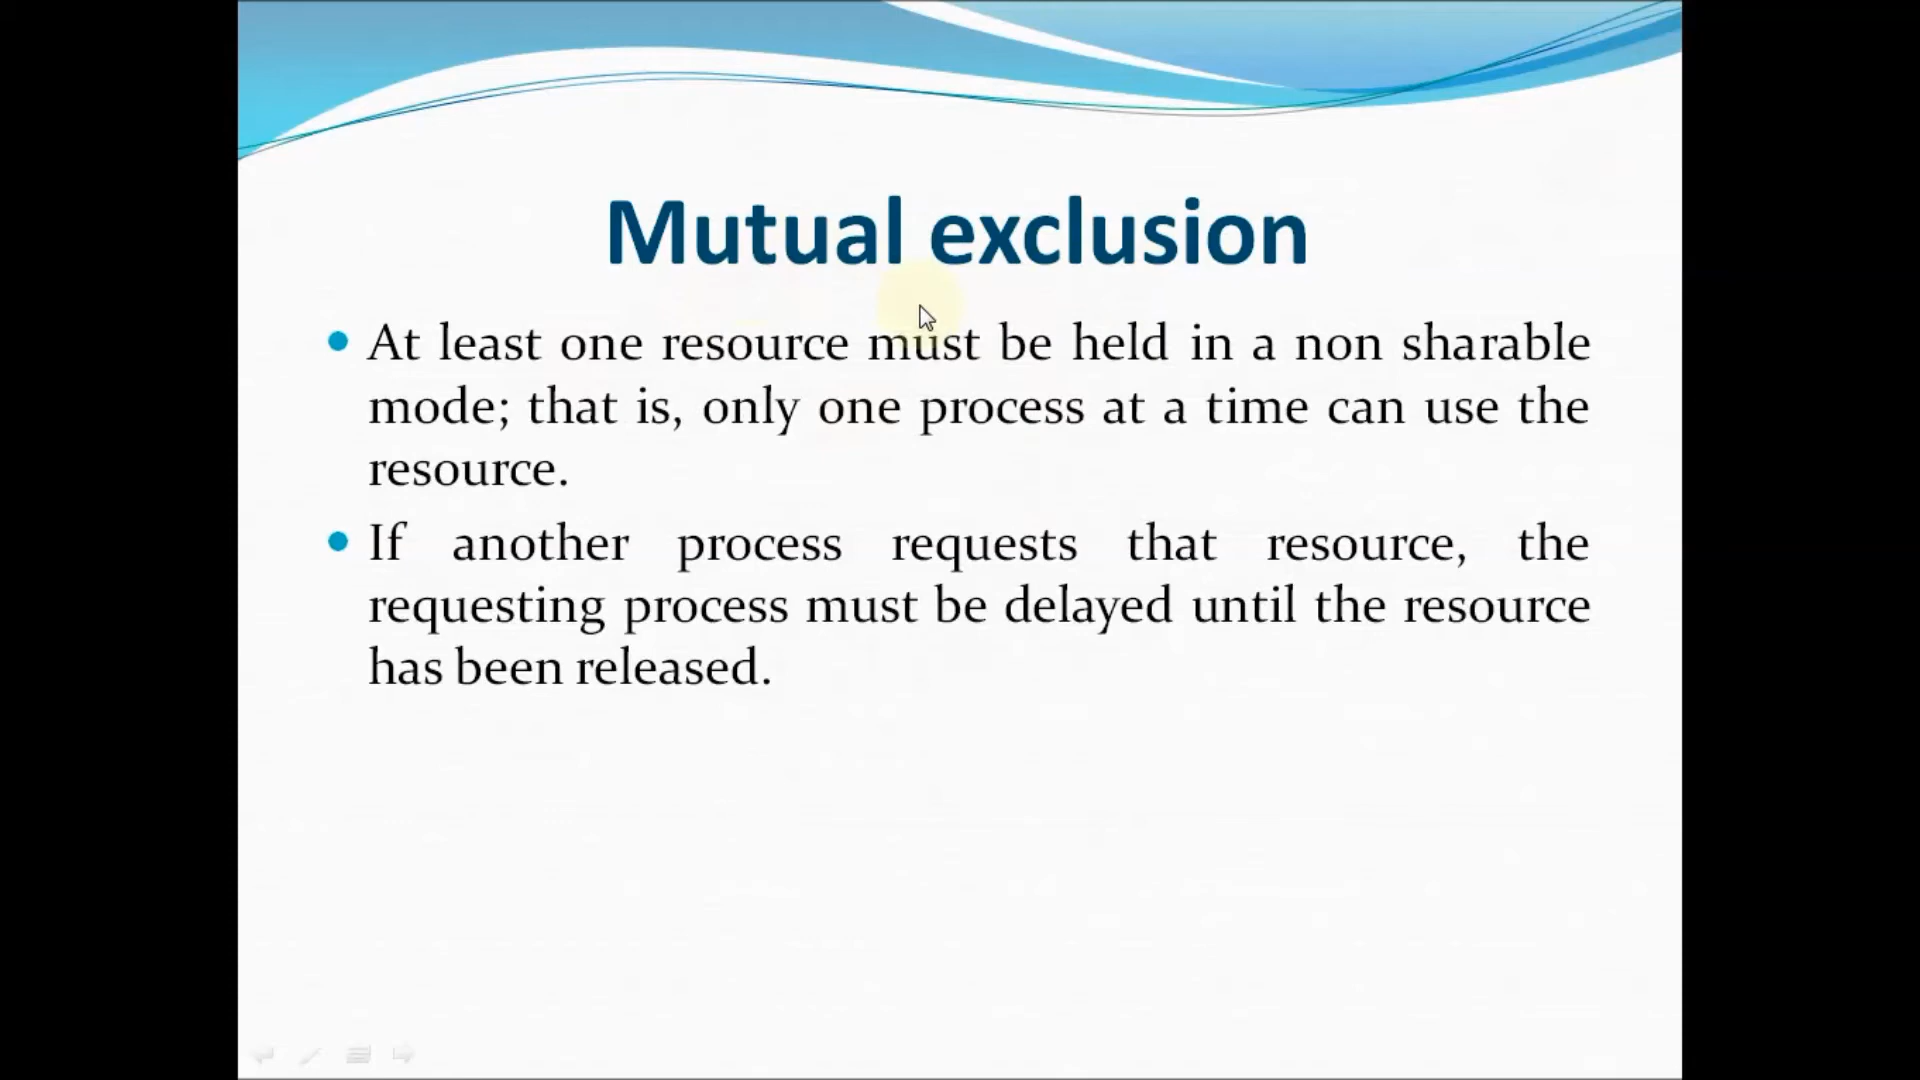 Mutual exclusion
At least one resource must be held in a non sharable
mode; that is, only one process at a time can use the
resource.
If another process requests that resource, the
requesting process must be delayed until the resource
has been released.